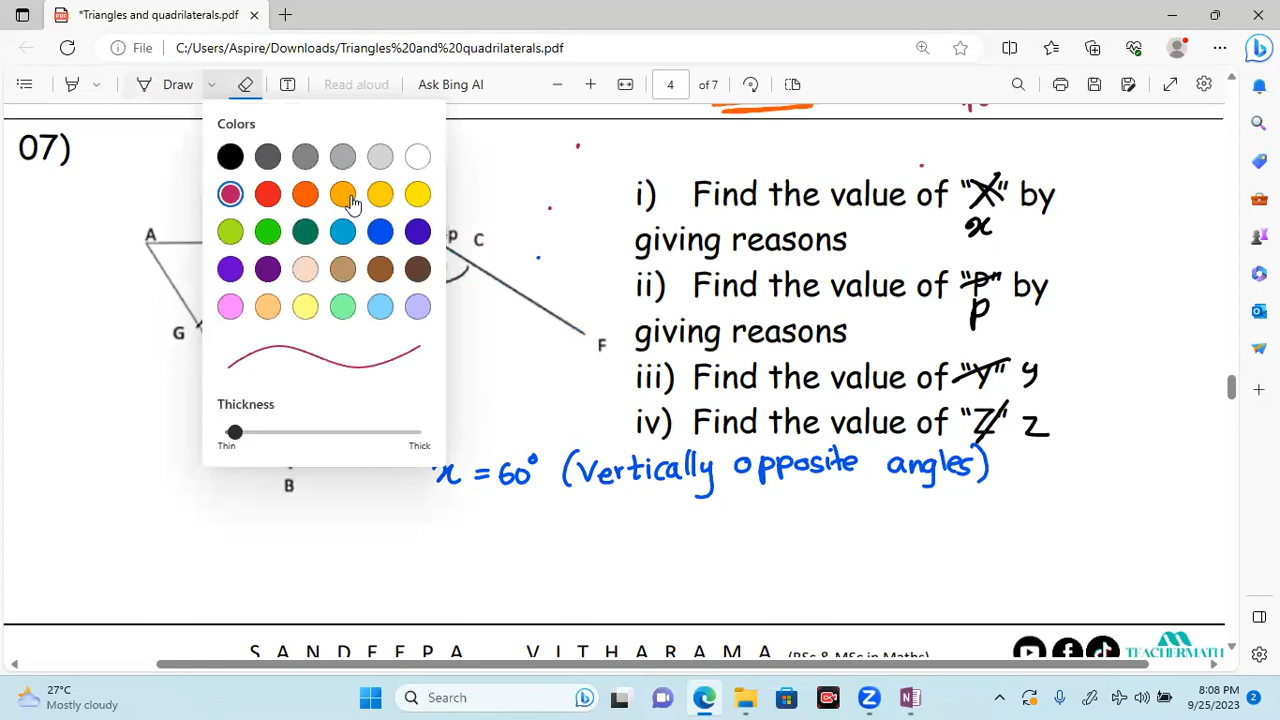 *Triangles and quadrilaterals.pdf
File C:/Users/Aspire/Downloads/Triangles%20and%20quadrilaterals.pdf
Draw Read aloud Ask Bing AI 4 of 7
Colors
07)
i) Find the value of "X" by
x
giving reasons
A p C
ii) Find the value of "P" by
p
G F giving reasons
iii) Find the value of "Y" y
Thickness
iv) Find the value of "Z" z
Thin Thick
x = 60° (vertically opposite angles)
B
SANDEEPA VITHARAMA (BSc & MSc in Maths) TEACHERMATH
27°C
Mostly cloudy
Search
8:08 PM
9/25/2023
2